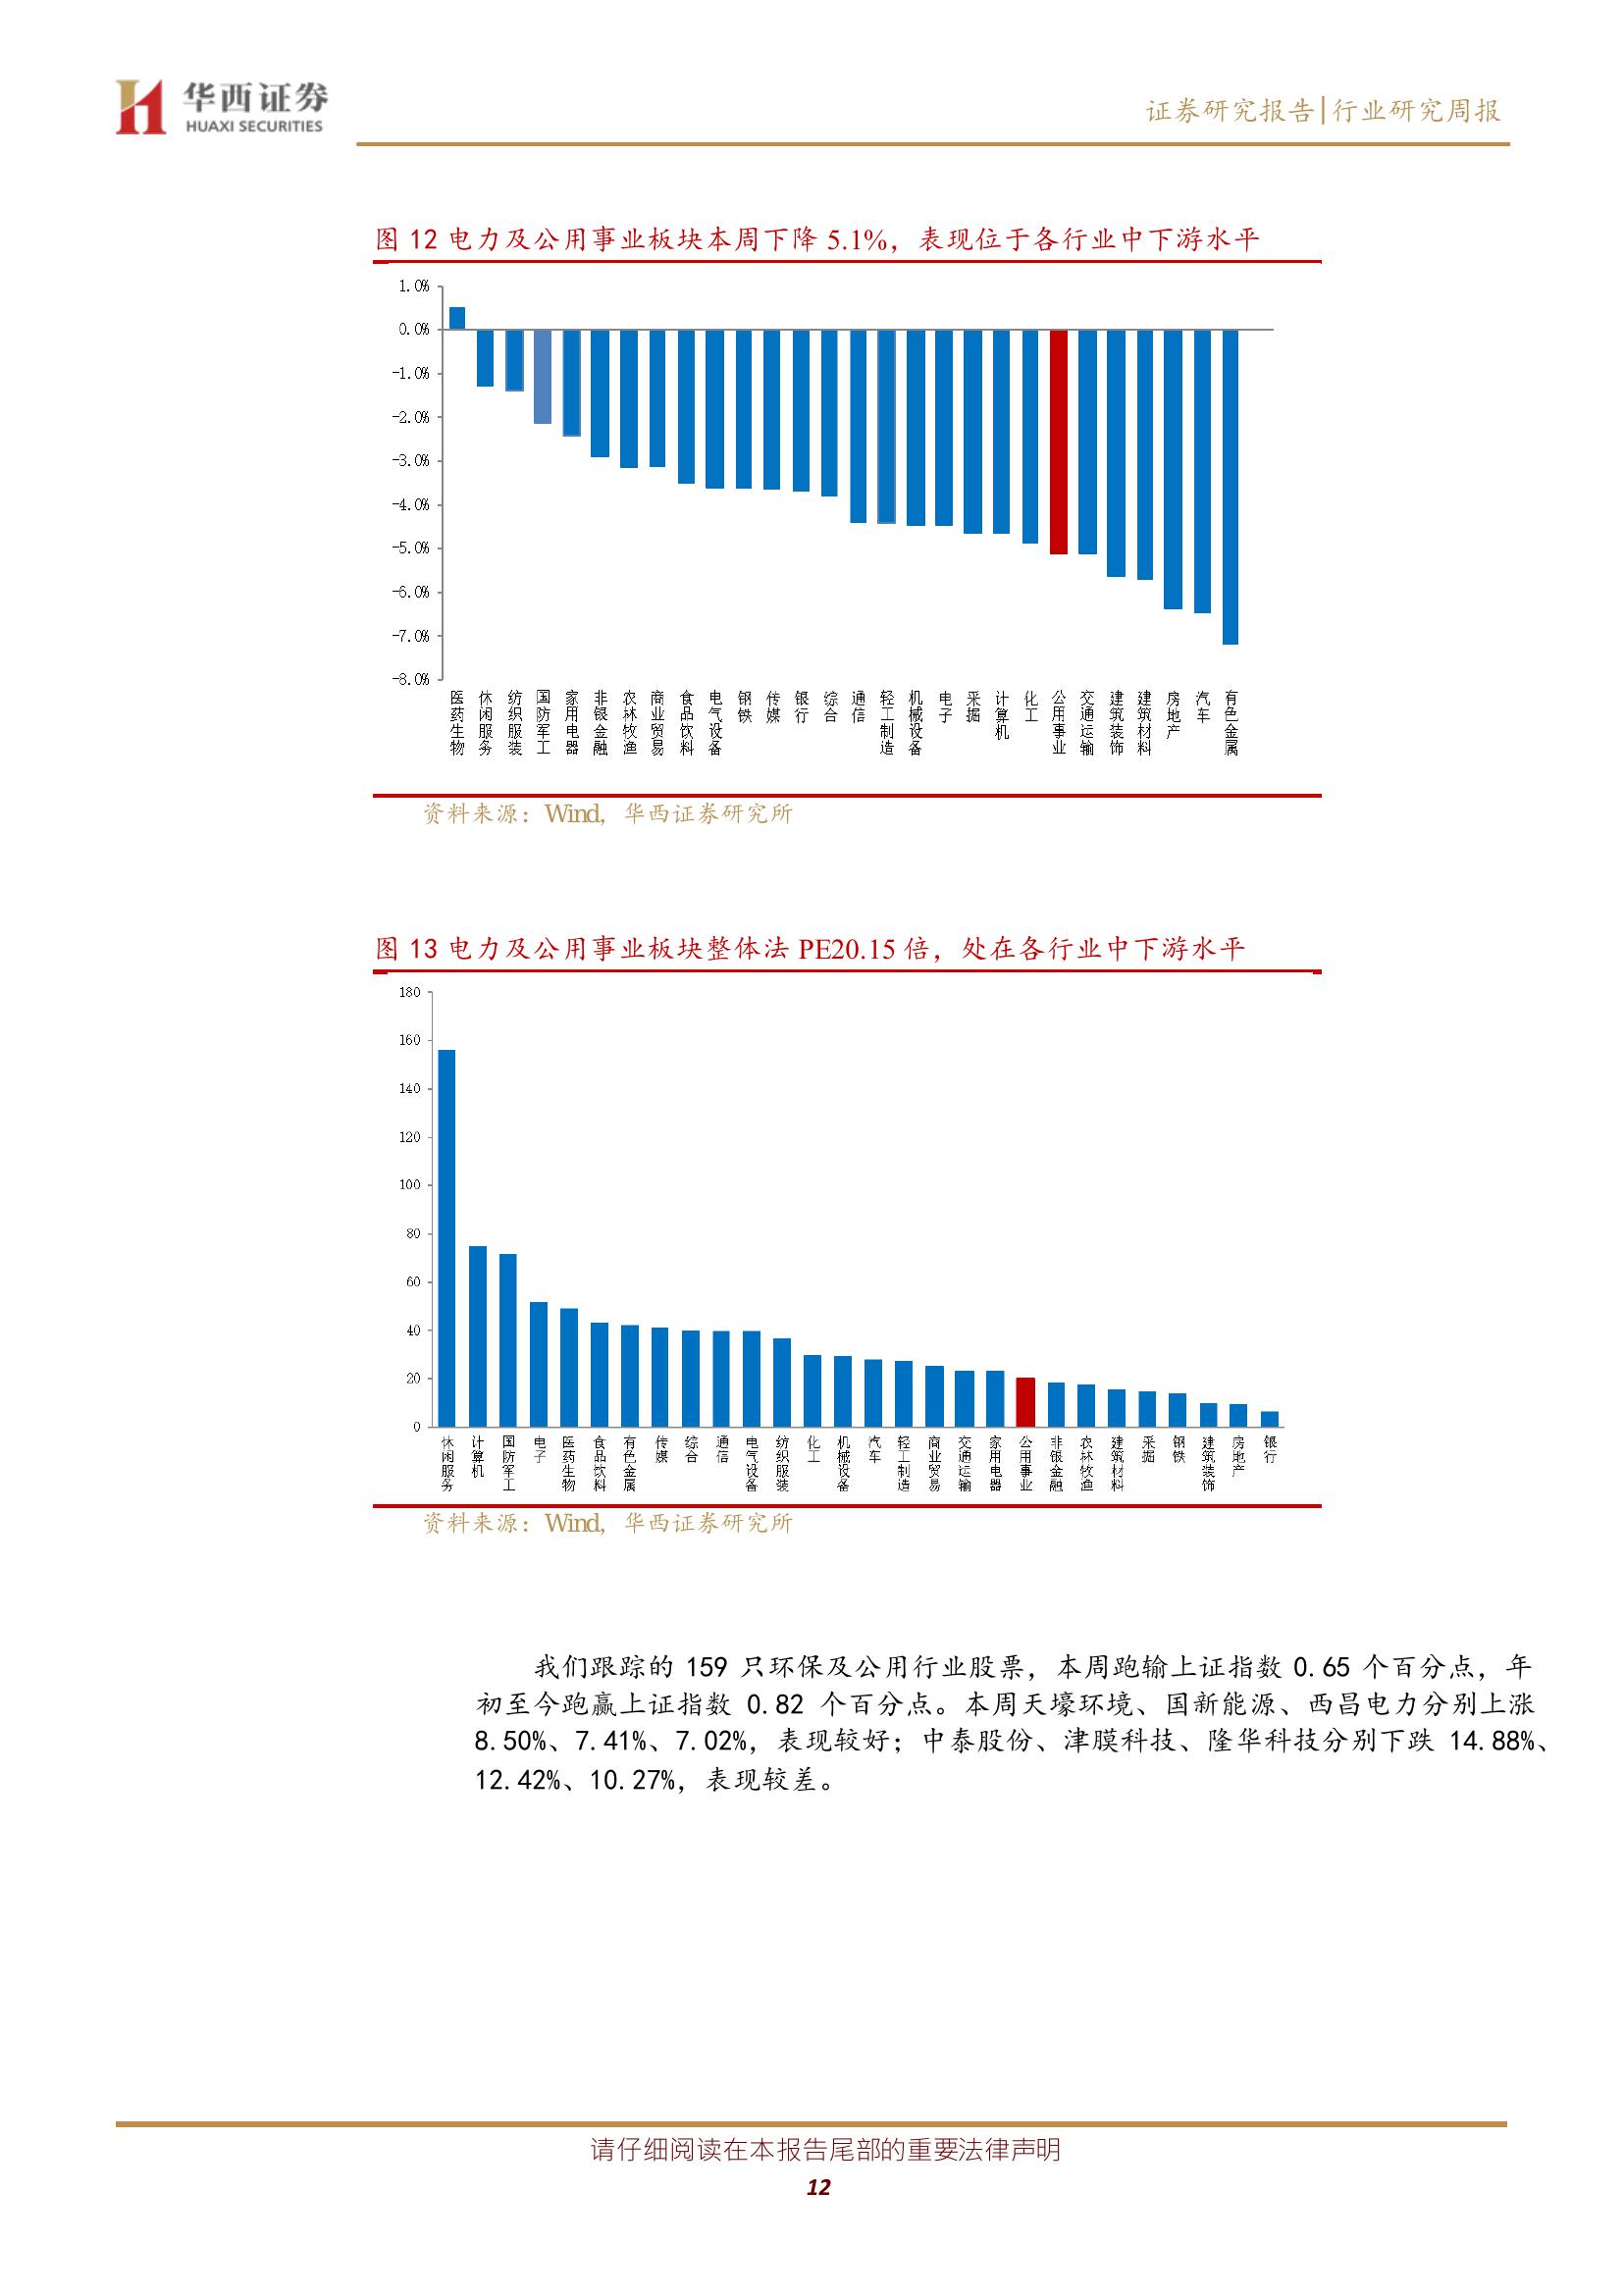 华西证券
HUAXI SECURITIES
证券研究报告|行业研究周报
图 12 电力及公用事业板块本周下降 5.1%，表现位于各行业中下游水平
1.0%
0.0%
-1.0%
-2.0%
-3.0%
-4.0%
-5.0%
-6.0%
-7.0%
-8.0%
医药生物
休闲服务
纺织服装
国防军工
家用电器
非银金融
农林牧渔
商业贸易
食品饮料
电气设备
钢铁
传媒
银行
综合
通信
轻工制造
机械设备
电子
采掘
计算机
化工
公用事业
交通运输
建筑装饰
建筑材料
房地产
汽车
有色金属
资料来源：Wind，华西证券研究所
图 13 电力及公用事业板块整体法 PE20.15 倍，处在各行业中下游水平
180
160
140
120
100
80
60
40
20
0
休闲服务
计算机
国防军工
电子
医药生物
食品饮料
有色金属
传媒
综合
通信
电气设备
纺织服装
化工
机械设备
汽车
轻工制造
商业贸易
交通运输
家用电器
公用事业
非银金融
农林牧渔
建筑材料
采掘
钢铁
建筑装饰
房地产
银行
资料来源：Wind，华西证券研究所
我们跟踪的 159 只环保及公用行业股票，本周跑输上证指数 0.65 个百分点，年
初至今跑赢上证指数 0.82 个百分点。本周天壕环境、国新能源、西昌电力分别上涨
8.50%、7.41%、7.02%，表现较好；中泰股份、津膜科技、隆华科技分别下跌 14.88%、
12.42%、10.27%，表现较差。
请仔细阅读在本报告尾部的重要法律声明
12